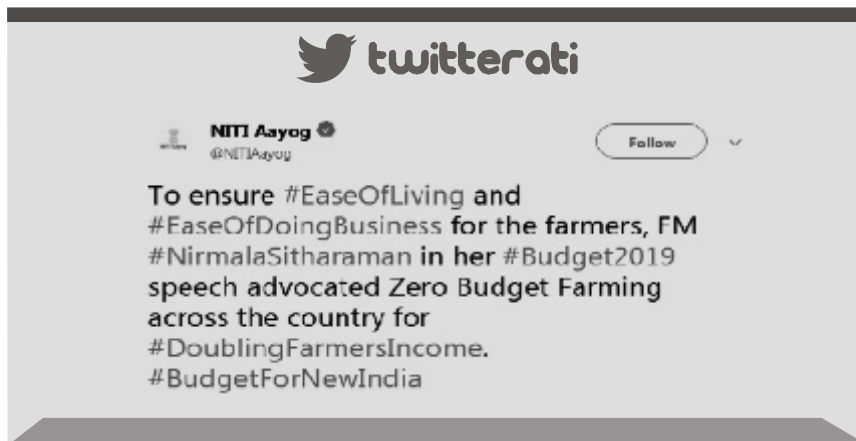 twitterati
NITI Aayog
@NITIAayog
Follow
To ensure #EaseOfLiving and
#EaseOfDoingBusiness for the farmers, FM
#NirmalaSitharaman in her #Budget2019
speech advocated Zero Budget Farming
across the country for
#DoublingFarmersIncome.
#BudgetForNewIndia